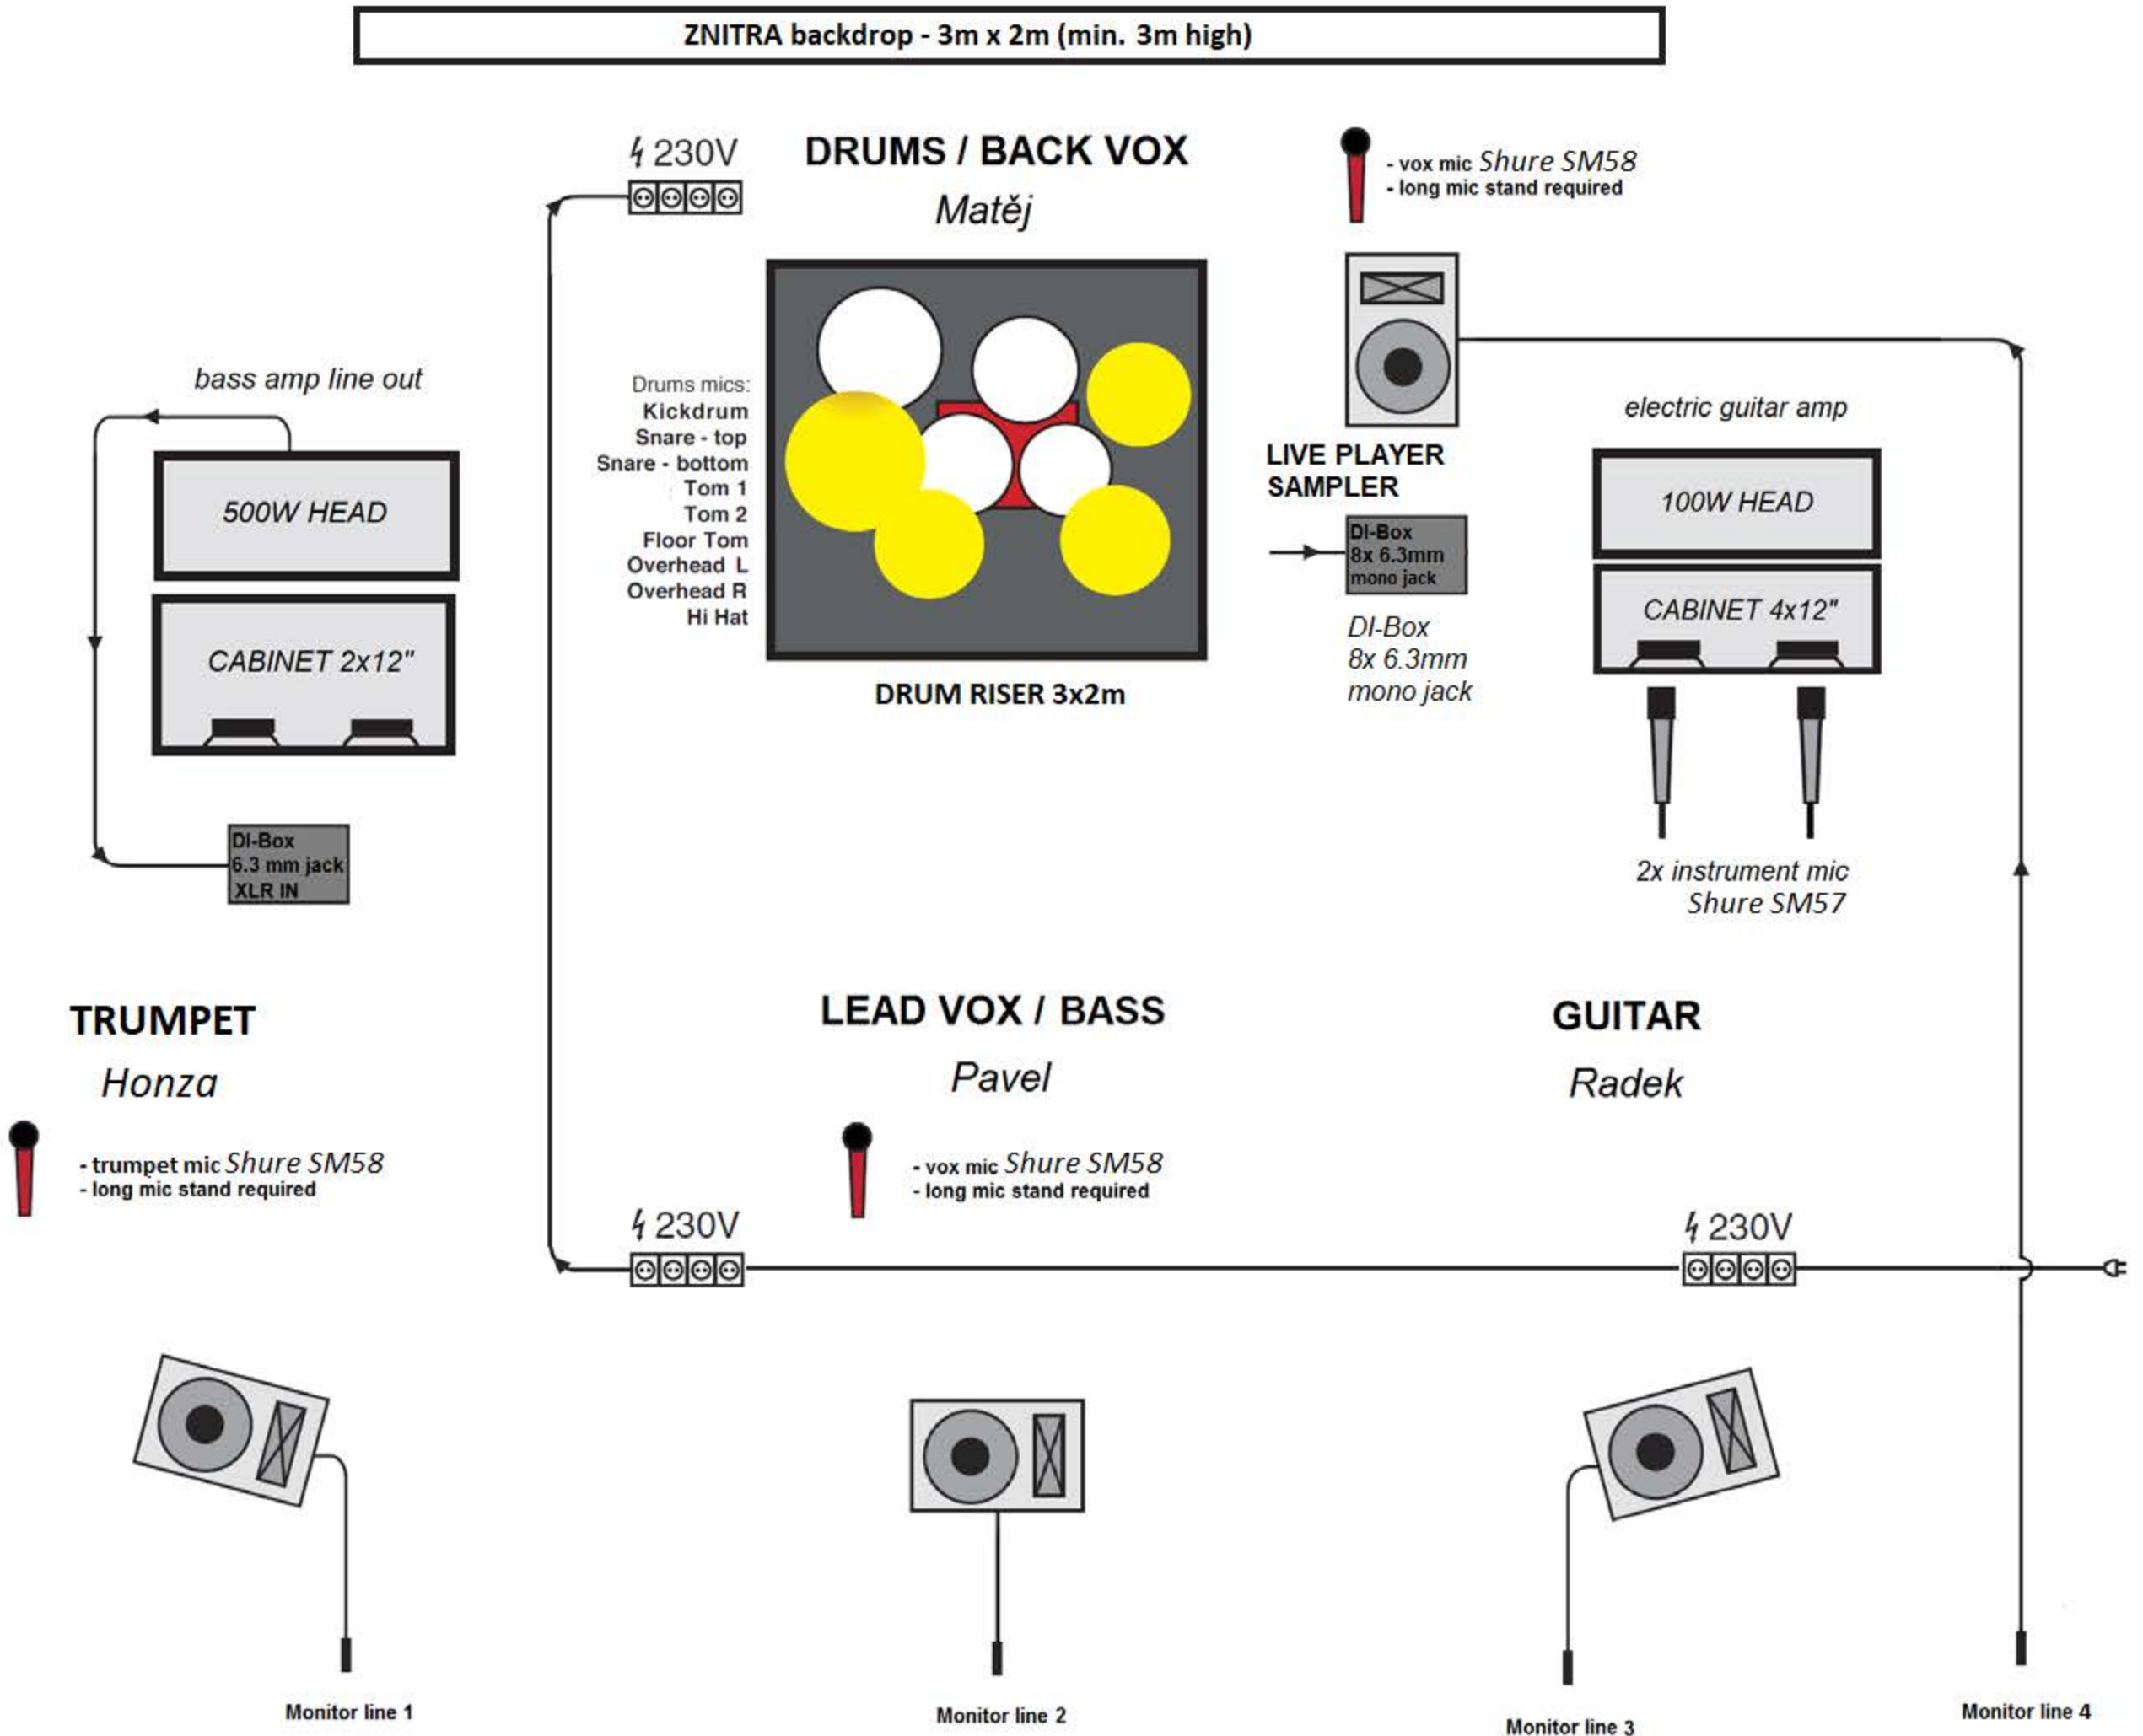 ZNITRA backdrop - 3m x 2m (min. 3m high)
230V
DRUMS / BACK VOX
Matěj
- vox mic Shure SM58
- long mic stand required
bass amp line out
500W HEAD
CABINET 2x12"
DI-Box
6.3 mm jack
XLR IN
Drums mics:
Kickdrum
Snare - top
Snare - bottom
Tom 1
Tom 2
Floor Tom
Overhead L
Overhead R
Hi Hat
DRUM RISER 3x2m
LIVE PLAYER
SAMPLER
DI-Box
8x 6.3mm
mono jack
DI-Box
8x 6.3mm
mono jack
electric guitar amp
100W HEAD
CABINET 4x12"
2x instrument mic
Shure SM57
TRUMPET
Honza
- trumpet mic Shure SM58
- long mic stand required
LEAD VOX / BASS
Pavel
- vox mic Shure SM58
- long mic stand required
GUITAR
Radek
230V
230V
Monitor line 1
Monitor line 2
Monitor line 3
Monitor line 4